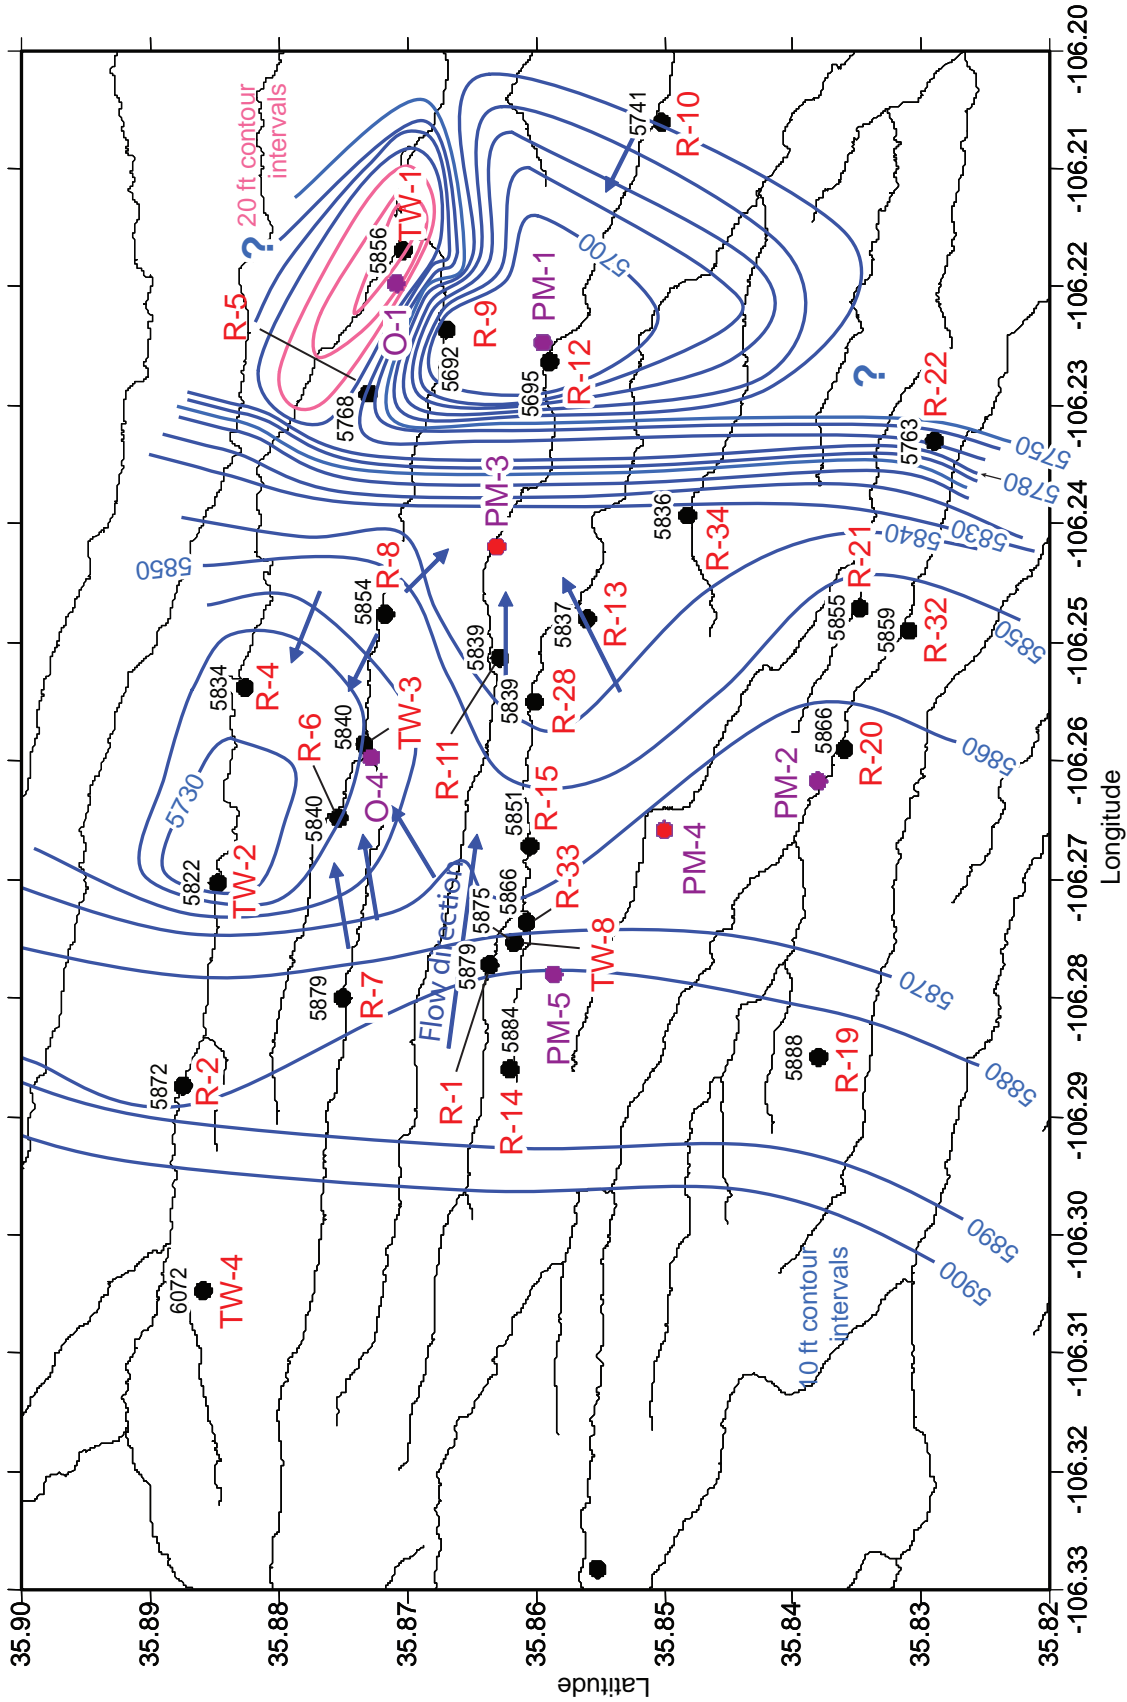 20 ft contour
intervals
?
5741
R-10
5856
TW-1
R-5
O-1
5700
PM-1
R-9
5692
R-12
5695
5768
?
R-22
5763
5750
5780
PM-3
5836
R-34
5830
5840
5850
5854
R-8
R-21
5855
5837
R-13
5859
R-32
5850
5839
5834
R-4
5839
R-28
R-6
5840
TW-3
R-11
5866
R-20
5860
PM-2
O-4
5840
5730
5851
R-15
PM-4
5822
TW-2
5866
R-33
5875
TW-8
Flow direction
5879
5879
R-7
PM-5
5870
5884
5888
R-19
5880
5872
R-2
R-1
R-14
5890
5900
10 ft contour
intervals
6072
TW-4
35.90
35.89
35.88
35.87
35.86
35.85
35.84
35.83
35.82
Latitude
-106.33
-106.32
-106.31
-106.30
-106.29
-106.28
-106.27
-106.26
-106.25
-106.24
-106.23
-106.22
-106.21
-106.20
Longitude